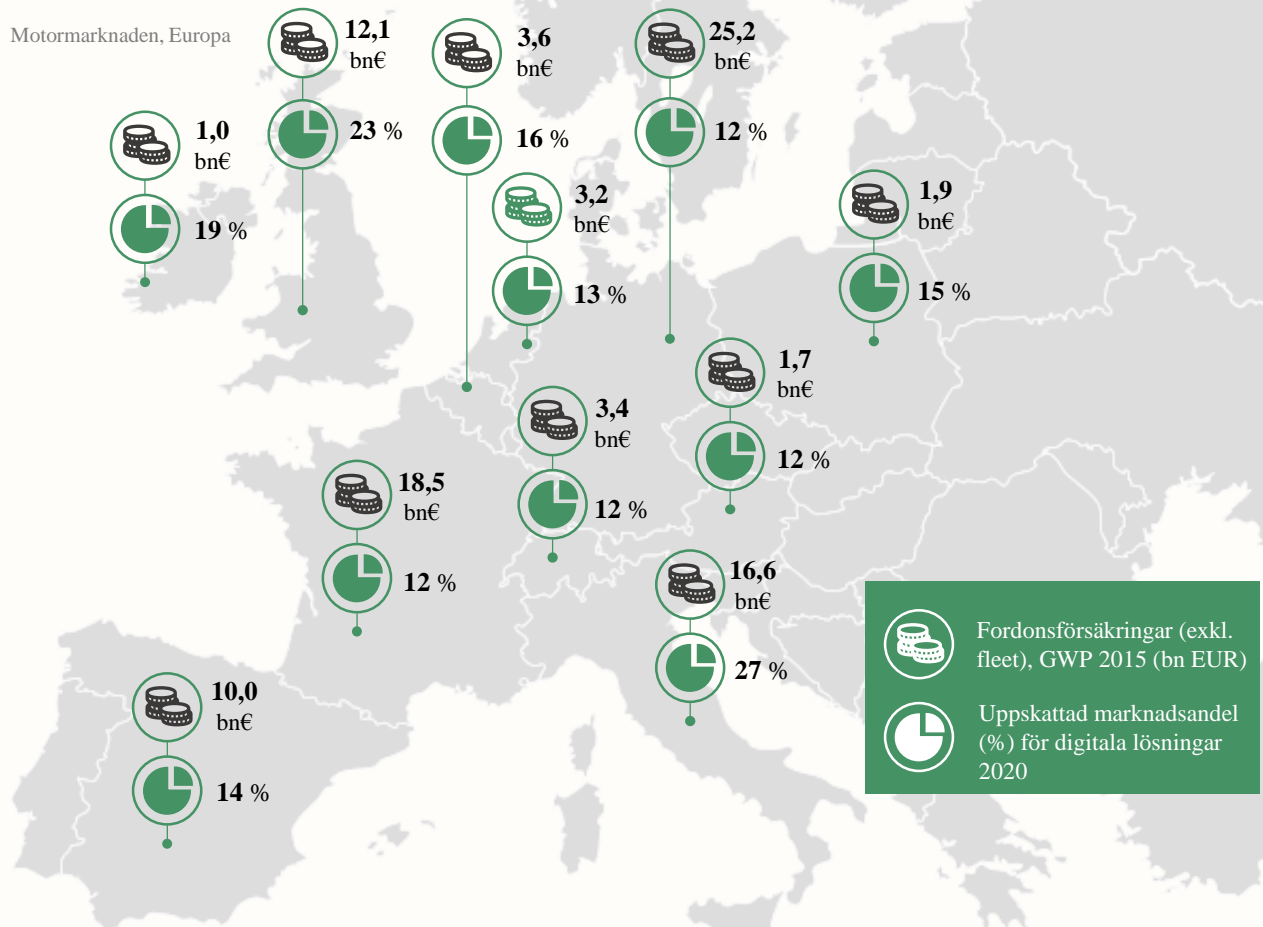 Motormarknaden, Europa
12,1
bn€
23 %
3,6
bn€
16 %
25,2
bn€
12 %
1,0
bn€
19 %
3,2
bn€
13 %
1,9
bn€
15 %
1,7
bn€
12 %
3,4
bn€
12 %
18,5
bn€
12 %
16,6
bn€
27 %
10,0
bn€
14 %
Fordonsförsäkringar (exkl.
fleet), GWP 2015 (bn EUR)
Uppskattad marknadsandel
(%) för digitala lösningar
2020